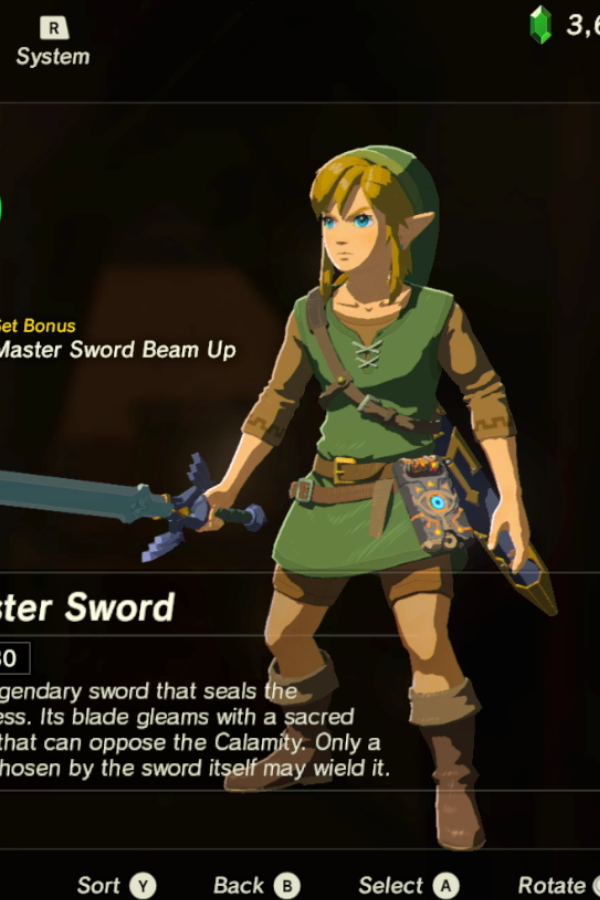 R
System
3,6
Set Bonus
Master Sword Beam Up
ster Sword
30
gendary sword that seals the
ess. Its blade gleams with a sacred
that can oppose the Calamity. Only a
hosen by the sword itself may wield it.
Sort Y
Back B
Select A
Rotate